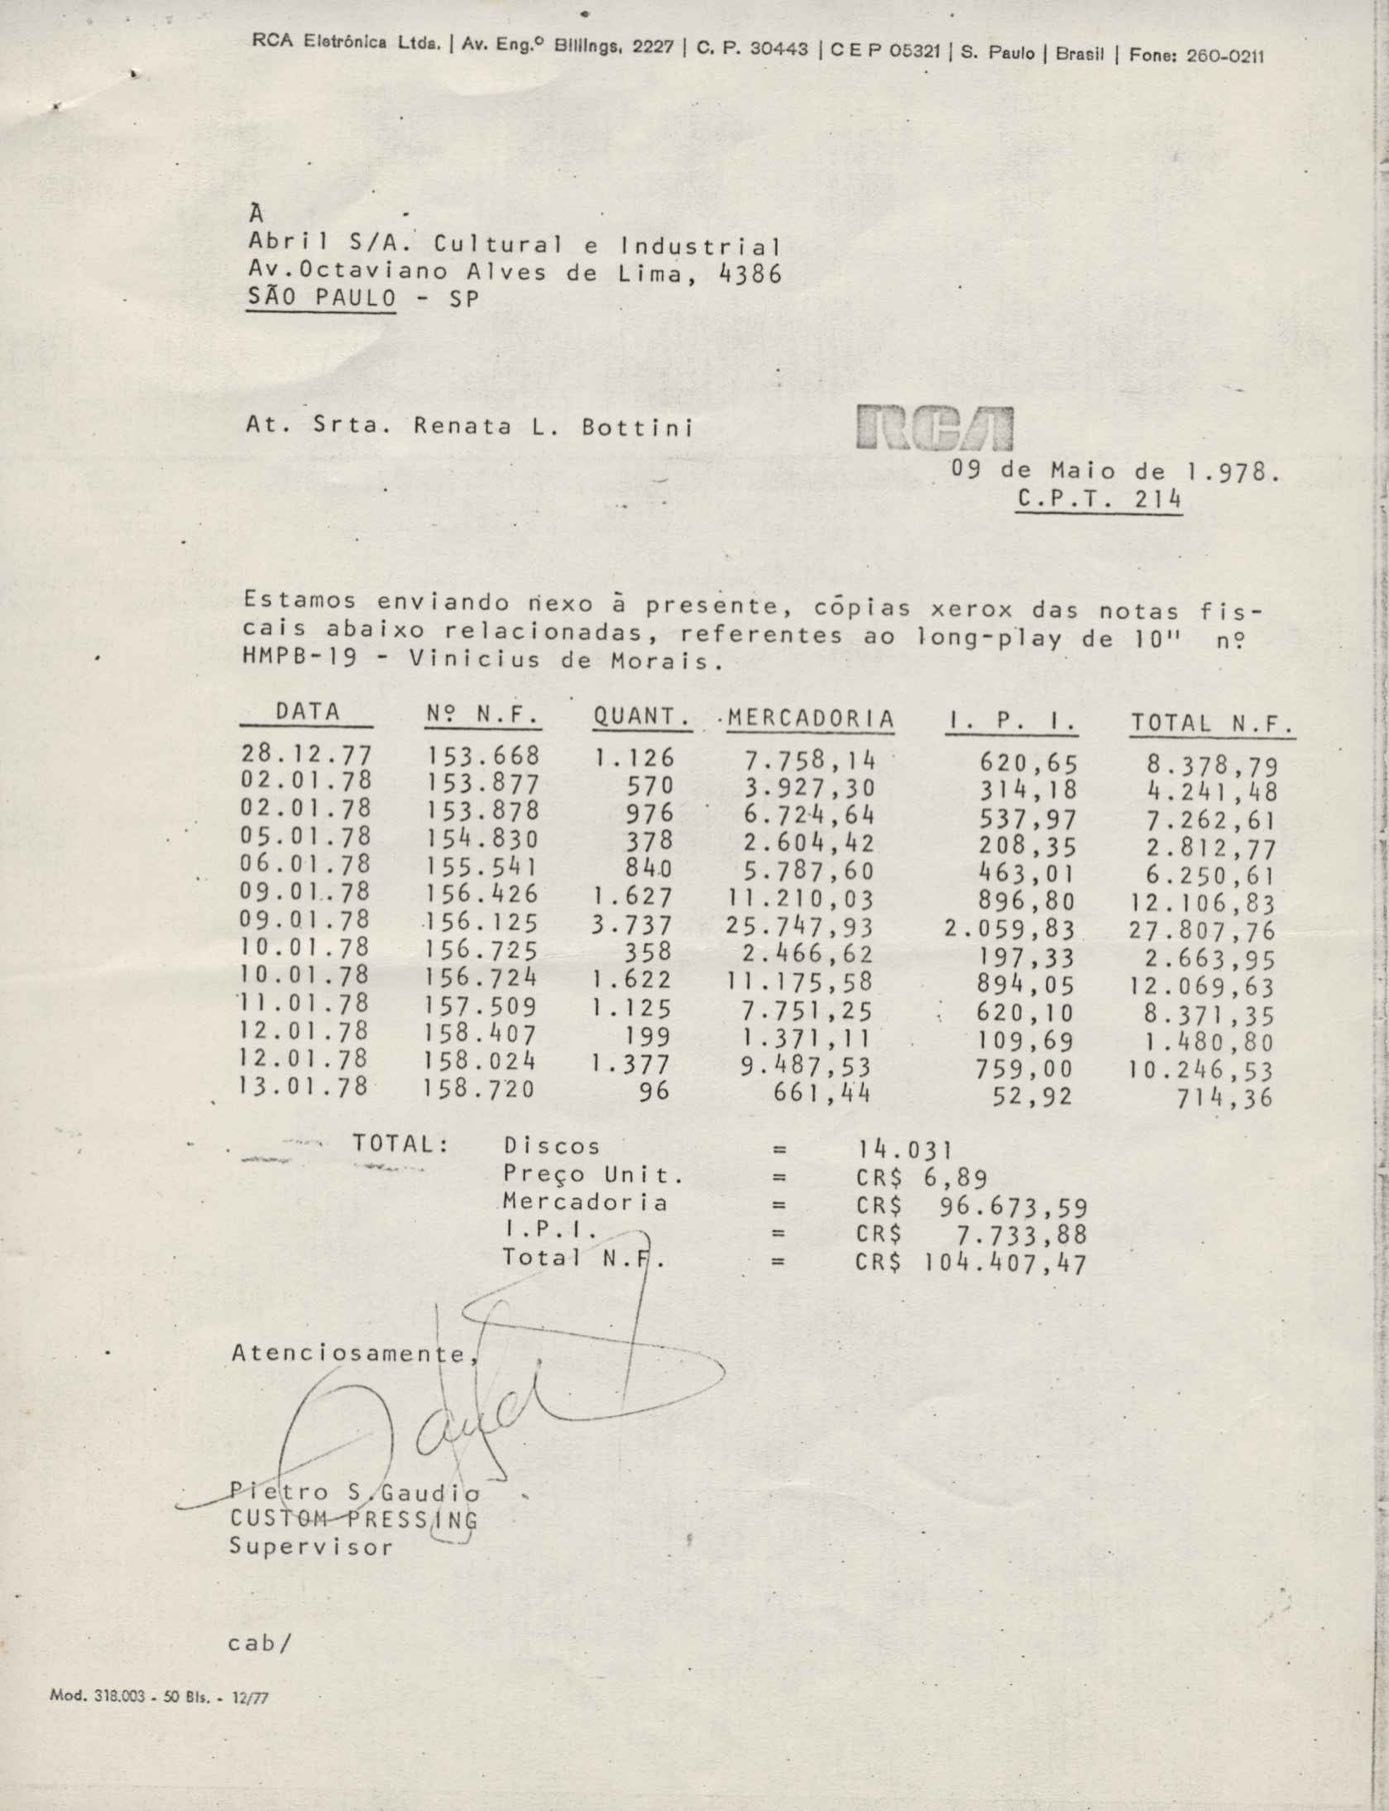 RCA Eletrônica Ltda. | Av. Eng.º Billings, 2227 | C. P. 30443 | C E P 05321 | S. Paulo | Brasil | Fone: 260-0211
À
Abril S/A. Cultural e Industrial
Av.Octaviano Alves de Lima, 4386
SÃO PAULO - SP
At. Srta. Renata L. Bottini
RCA
09 de Maio de 1.978.
C.P.T. 214
Estamos enviando nexo à presente, cópias xerox das notas fis-
cais abaixo relacionadas, referentes ao long-play de 10" nº
HMPB-19 - Vinicius de Morais.
DATA Nº N.F. QUANT. MERCADORIA I. P. I. TOTAL N.F.
28.12.77 153.668 1.126 7.758,14 620,65 8.378,79
02.01.78 153.877 570 3.927,30 314,18 4.241,48
02.01.78 153.878 976 6.724,64 537,97 7.262,61
05.01.78 154.830 378 2.604,42 208,35 2.812,77
06.01.78 155.541 840 5.787,60 463,01 6.250,61
09.01.78 156.426 1.627 11.210,03 896,80 12.106,83
09.01.78 156.125 3.737 25.747,93 2.059,83 27.807,76
10.01.78 156.725 358 2.466,62 197,33 2.663,95
10.01.78 156.724 1.622 11.175,58 894,05 12.069,63
11.01.78 157.509 1.125 7.751,25 620,10 8.371,35
12.01.78 158.407 199 1.371,11 109,69 1.480,80
12.01.78 158.024 1.377 9.487,53 759,00 10.246,53
13.01.78 158.720 96 661,44 52,92 714,36
TOTAL: Discos = 14.031
Preço Unit. = CR$ 6,89
Mercadoria = CR$ 96.673,59
I.P.I. = CR$ 7.733,88
Total N.F. = CR$ 104.407,47
Atenciosamente,
Pietro S.Gaudio
CUSTOM PRESSING
Supervisor
cab/
Mod. 318.003 - 50 Bls. - 12/77